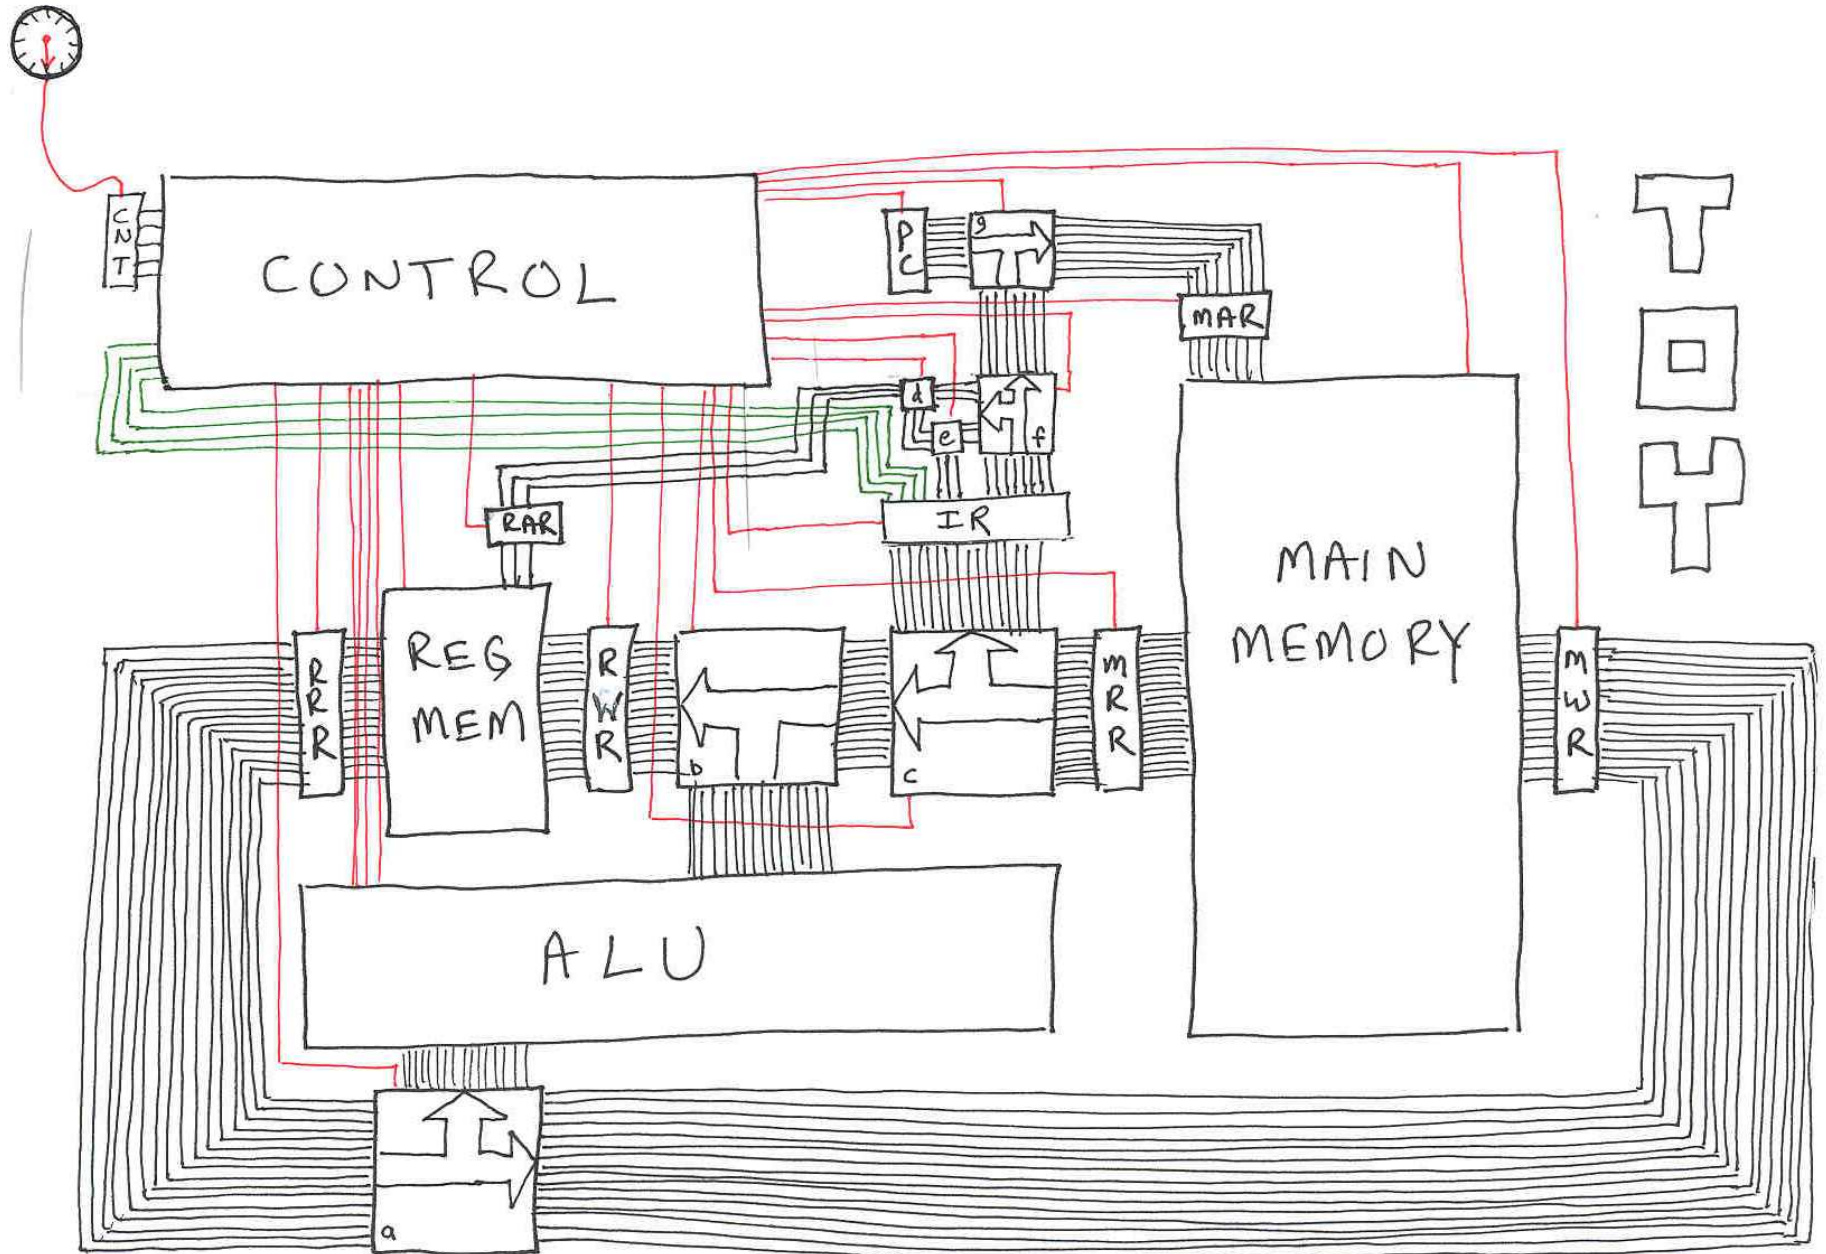 CNT
CONTROL
PC
g
MAR
TOY
d
e
f
RAR
IR
MAIN
MEMORY
RRR
REG
MEM
RWR
b
c
MRR
MWR
ALU
a